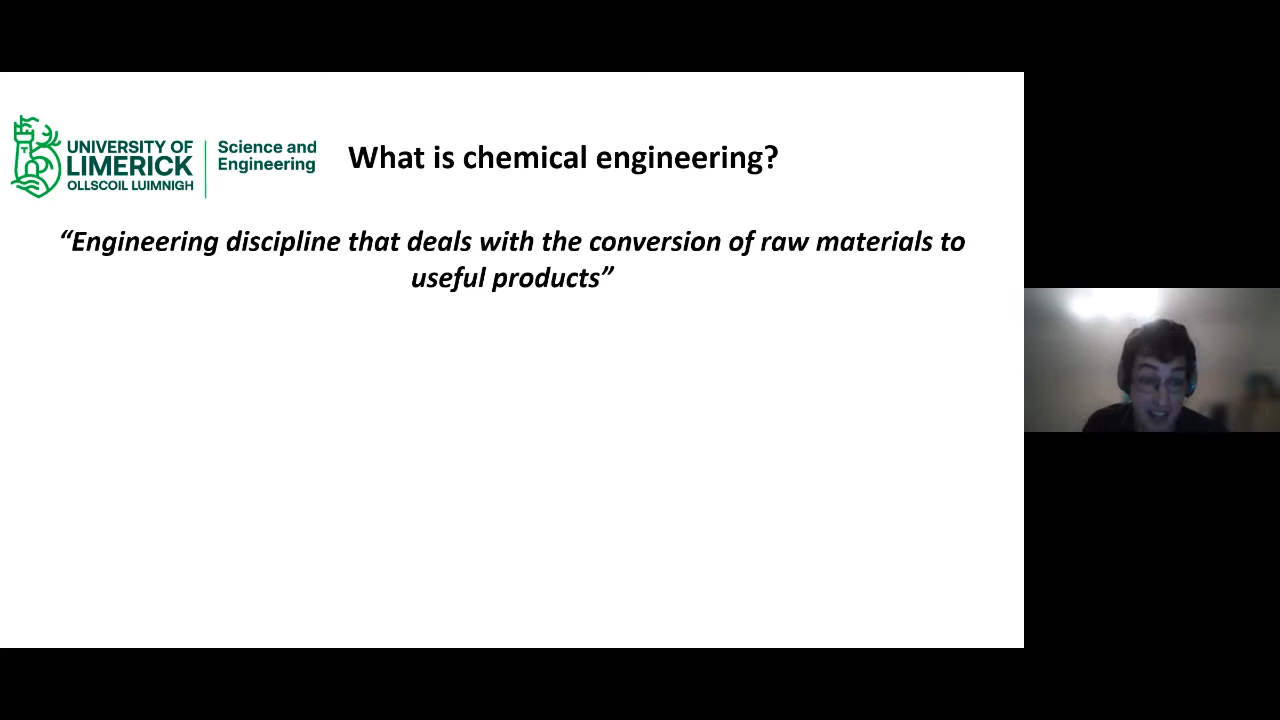 UNIVERSITY OF
LIMERICK
OLLSCOIL LUIMNIGH
Science and
Engineering
What is chemical engineering?
“Engineering discipline that deals with the conversion of raw materials to
useful products”